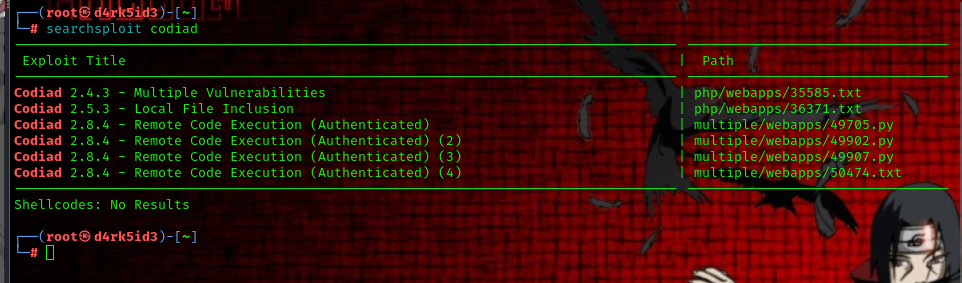 ┌──(root㉿d4rk5id3)-[~]
└─# searchsploit codiad
Exploit Title | Path
Codiad 2.4.3 - Multiple Vulnerabilities | php/webapps/35585.txt
Codiad 2.5.3 - Local File Inclusion | php/webapps/36371.txt
Codiad 2.8.4 - Remote Code Execution (Authenticated) | multiple/webapps/49705.py
Codiad 2.8.4 - Remote Code Execution (Authenticated) (2) | multiple/webapps/49902.py
Codiad 2.8.4 - Remote Code Execution (Authenticated) (3) | multiple/webapps/49907.py
Codiad 2.8.4 - Remote Code Execution (Authenticated) (4) | multiple/webapps/50474.txt
Shellcodes: No Results
┌──(root㉿d4rk5id3)-[~]
└─#